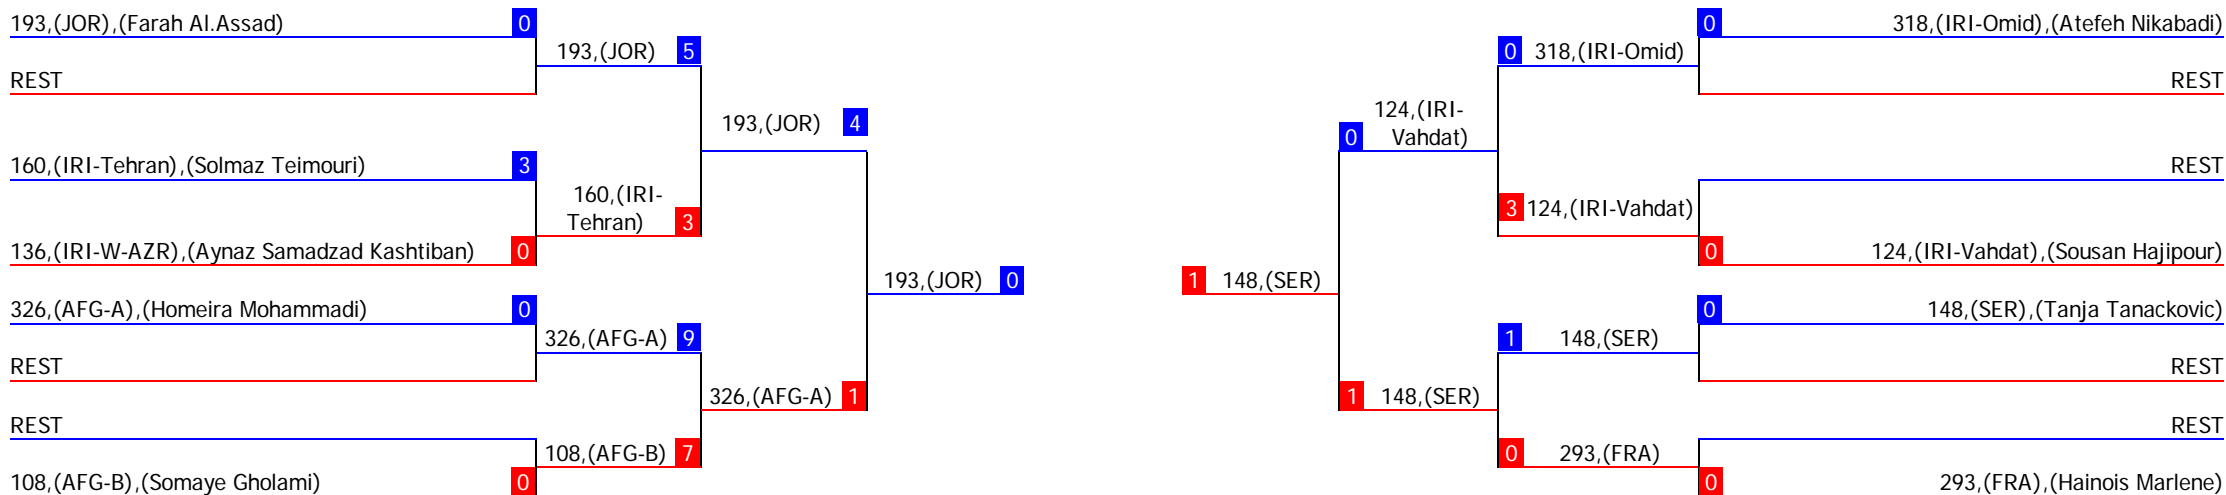 193,(JOR),(Farah Al.Assad) 0
193,(JOR) 5
REST
193,(JOR) 4
160,(IRI-Tehran),(Solmaz Teimouri) 3
160,(IRI-
Tehran) 3
136,(IRI-W-AZR),(Aynaz Samadzad Kashtiban) 0
193,(JOR) 0
326,(AFG-A),(Homeira Mohammadi) 0
326,(AFG-A) 9
REST
326,(AFG-A) 1
REST
108,(AFG-B) 7
108,(AFG-B),(Somaye Gholami) 0
0 318,(IRI-Omid),(Atefeh Nikabadi)
0 318,(IRI-Omid)
REST
124,(IRI-
0 Vahdat)
REST
3 124,(IRI-Vahdat)
0 124,(IRI-Vahdat),(Sousan Hajipour)
1 148,(SER)
0 148,(SER),(Tanja Tanackovic)
1 148,(SER)
REST
1 148,(SER)
REST
0 293,(FRA)
0 293,(FRA),(Hainois Marlene)